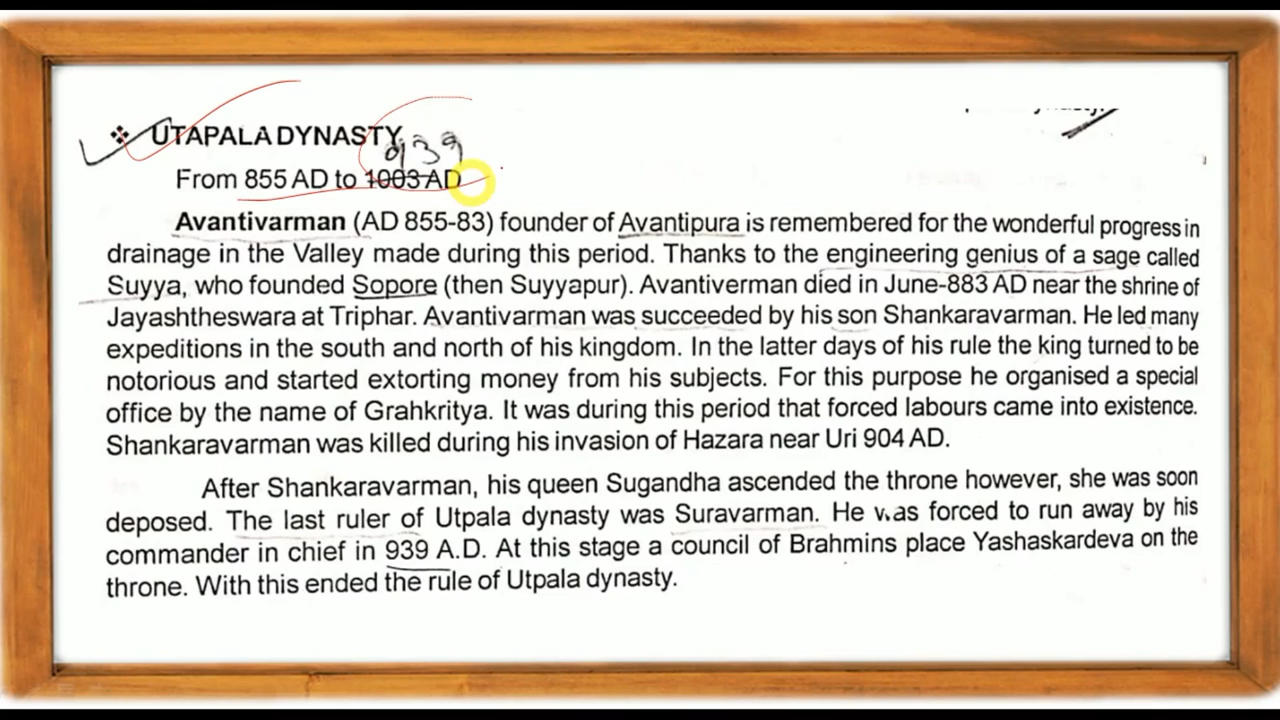 ❖ UTAPALA DYNASTY
939
From 855 AD to 1003 AD
Avantivarman (AD 855-83) founder of Avantipura is remembered for the wonderful progress in
drainage in the Valley made during this period. Thanks to the engineering genius of a sage called
Suyya, who founded Sopore (then Suyyapur). Avantiverman died in June-883 AD near the shrine of
Jayashtheswara at Triphar. Avantivarman was succeeded by his son Shankaravarman. He led many
expeditions in the south and north of his kingdom. In the latter days of his rule the king turned to be
notorious and started extorting money from his subjects. For this purpose he organised a special
office by the name of Grahkritya. It was during this period that forced labours came into existence.
Shankaravarman was killed during his invasion of Hazara near Uri 904 AD.
After Shankaravarman, his queen Sugandha ascended the throne however, she was soon
deposed. The last ruler of Utpala dynasty was Suravarman. He was forced to run away by his
commander in chief in 939 A.D. At this stage a council of Brahmins place Yashaskardeva on the
throne. With this ended the rule of Utpala dynasty.